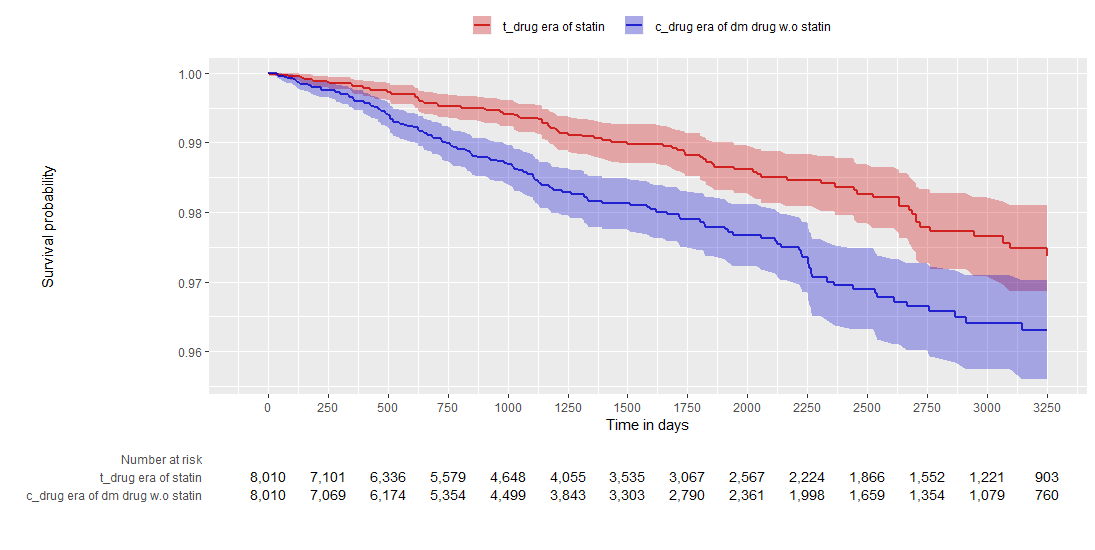 t_drug era of statin c_drug era of dm drug w.o statin
Survival probability
1.00
0.99
0.98
0.97
0.96
0 250 500 750 1000 1250 1500 1750 2000 2250 2500 2750 3000 3250
Time in days
Number at risk
t_drug era of statin 8,010 7,101 6,336 5,579 4,648 4,055 3,535 3,067 2,567 2,224 1,866 1,552 1,221 903
c_drug era of dm drug w.o statin 8,010 7,069 6,174 5,354 4,499 3,843 3,303 2,790 2,361 1,998 1,659 1,354 1,079 760